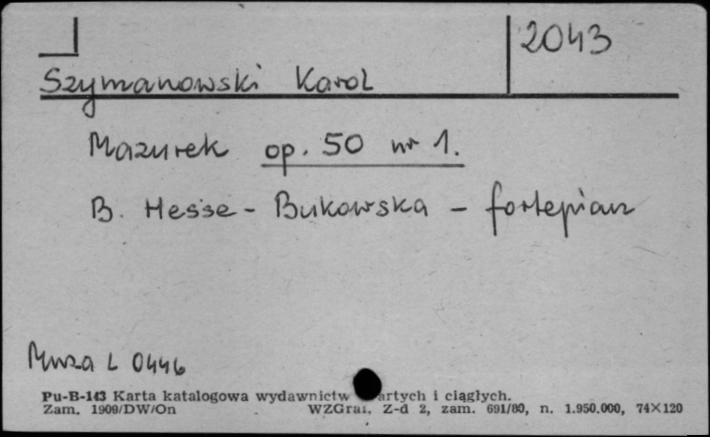 2043
Szymanowski Karol
Mazurek op. 50 nr 1.
B. Hesse - Bukowska - fortepian
Muza L 0446
Pu-B-143 Karta katalogowa wydawnictw artych i ciągłych.
Zam. 1909/DW/On WZGraf. Z-d 2, zam. 691/80, n. 1.950.000, 74×120